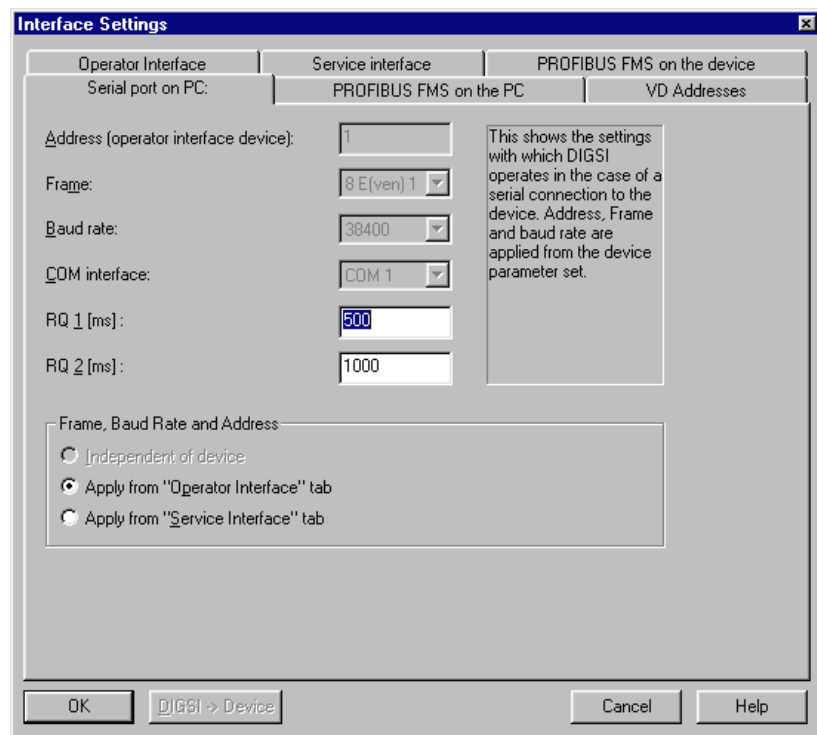 Interface Settings
Operator Interface
Service interface
PROFIBUS FMS on the device
Serial port on PC:
PROFIBUS FMS on the PC
VD Addresses
Address (operator interface device):
1
Frame:
8 E(ven) 1
Baud rate:
38400
COM interface:
COM 1
RQ 1 [ms] :
500
RQ 2 [ms] :
1000
This shows the settings
with which DIGSI
operates in the case of a
serial connection to the
device. Address, Frame
and baud rate are
applied from the device
parameter set.
Frame, Baud Rate and Address
Independent of device
Apply from "Operator Interface" tab
Apply from "Service Interface" tab
OK
DIGSI -> Device
Cancel
Help